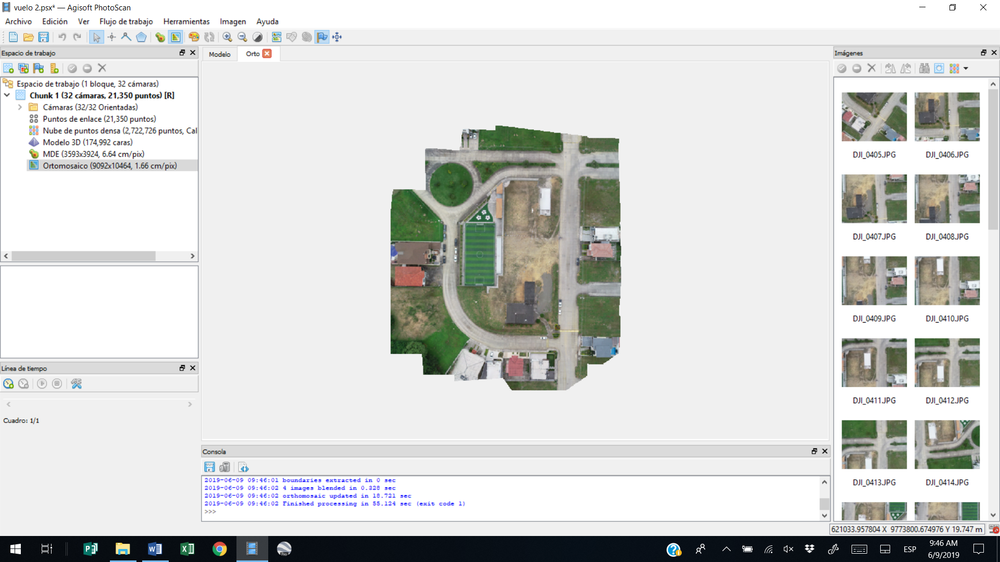 vuelo 2.psx* — Agisoft PhotoScan
Archivo Edición Ver Flujo de trabajo Herramientas Imagen Ayuda
Espacio de trabajo
Modelo Orto
Imágenes
Espacio de trabajo (1 bloque, 32 cámaras)
Chunk 1 (32 cámaras, 21,350 puntos) [R]
Cámaras (32/32 Orientadas)
Puntos de enlace (21,350 puntos)
Nube de puntos densa (2,722,726 puntos, Cal
Modelo 3D (174,992 caras)
MDE (3593x3924, 6.64 cm/pix)
Ortomosaico (9092x10464, 1.66 cm/pix)
Línea de tiempo
Cuadro: 1/1
DJI_0405.JPG DJI_0406.JPG
DJI_0407.JPG DJI_0408.JPG
DJI_0409.JPG DJI_0410.JPG
DJI_0411.JPG DJI_0412.JPG
DJI_0413.JPG DJI_0414.JPG
Consola
2019-06-09 09:46:01 boundaries extracted in 0 sec
2019-06-09 09:46:02 4 images blended in 0.328 sec
2019-06-09 09:46:02 orthomosaic updated in 18.721 sec
2019-06-09 09:46:02 Finished processing in 55.124 sec (exit code 1)
>>>
621033.957804 X 9773800.674976 Y 19.747 m
Pro
ESP
9:46 AM
6/9/2019